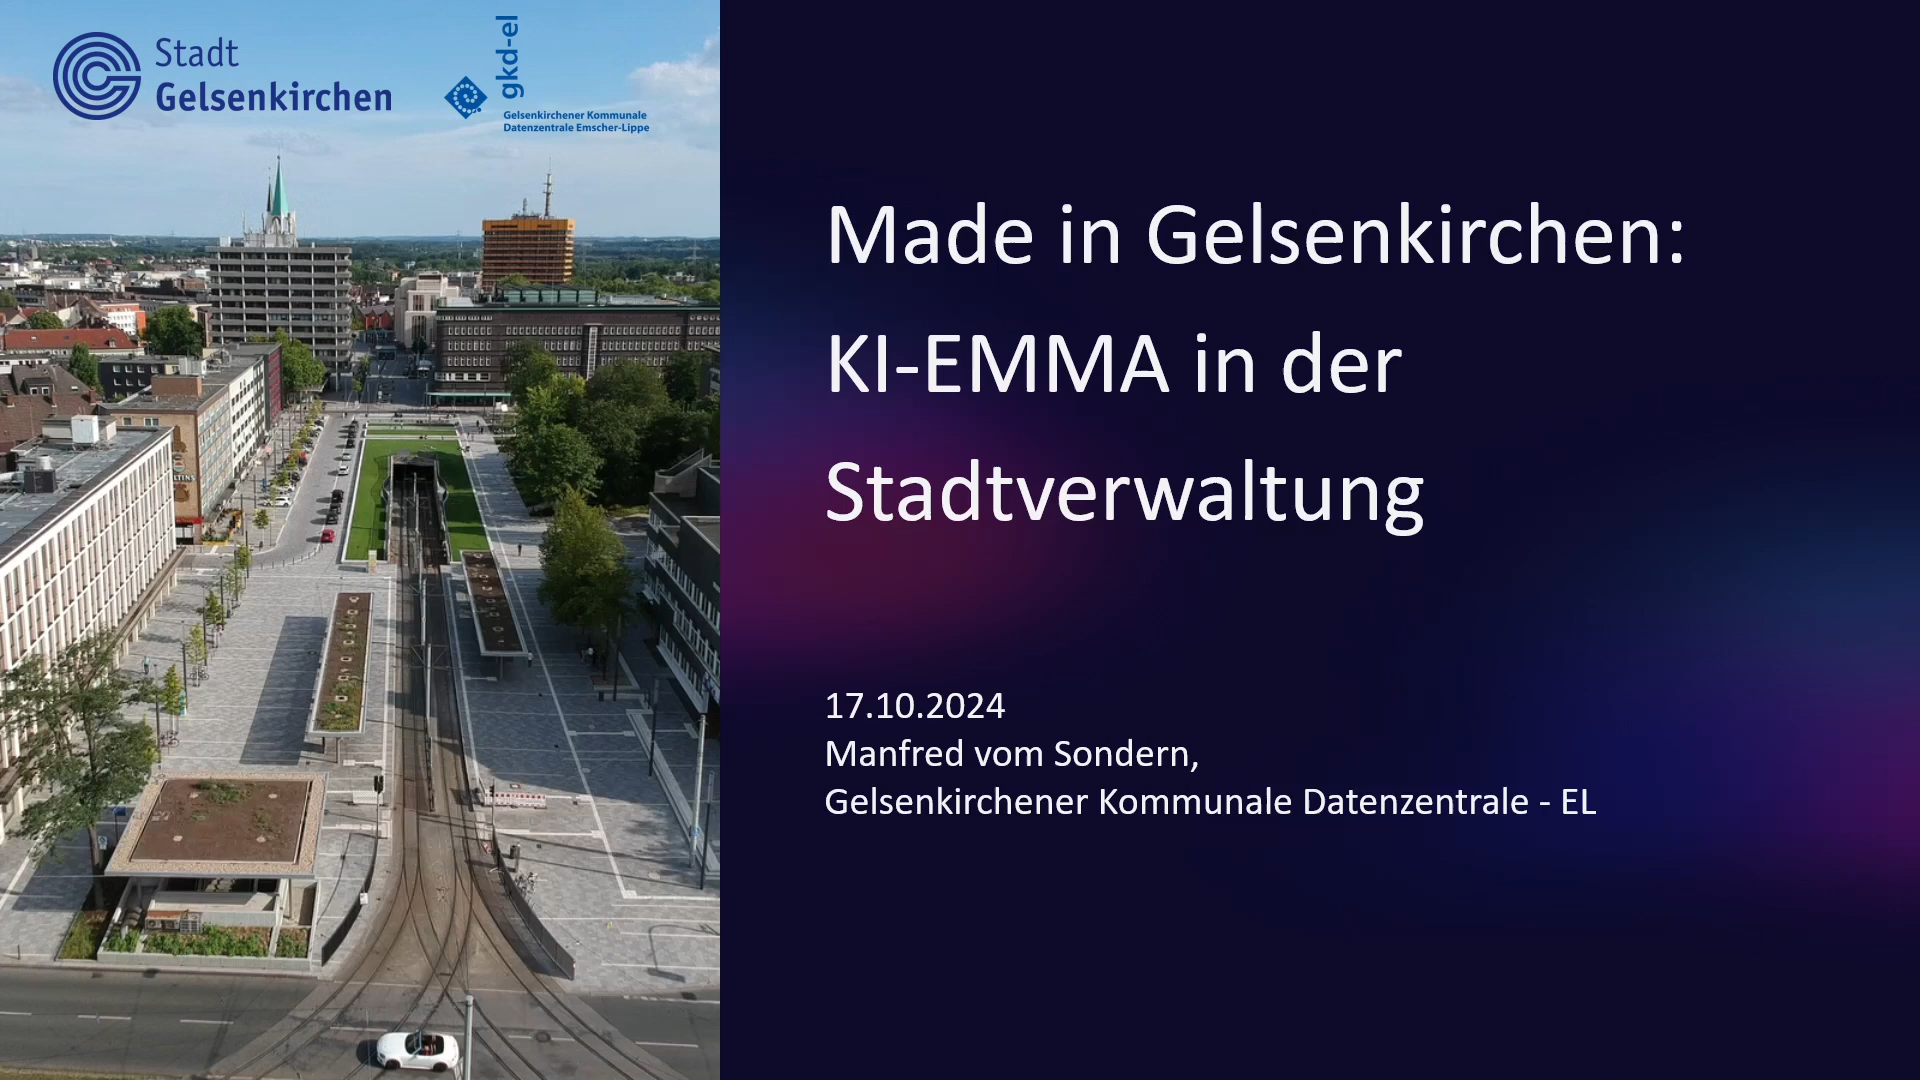 Stadt
Gelsenkirchen
gkd-el
Gelsenkirchener Kommunale
Datenzentrale Emscher-Lippe
Made in Gelsenkirchen:
KI-EMMA in der
Stadtverwaltung
17.10.2024
Manfred vom Sondern,
Gelsenkirchener Kommunale Datenzentrale - EL